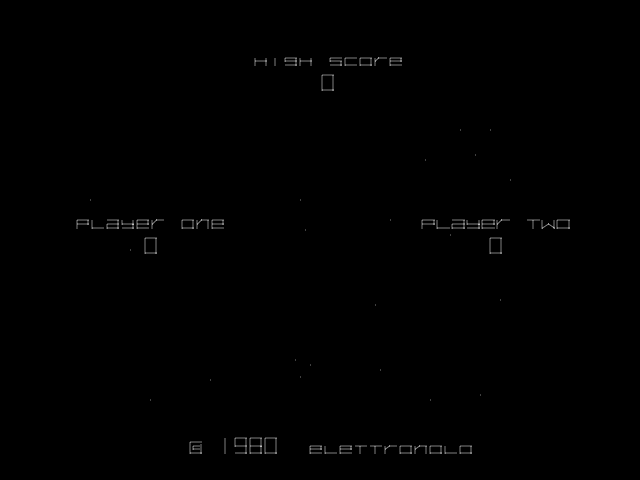 HIGH SCORE
0
PLAYER ONE
PLAYER TWO
0
0
© 1980 elettronolo